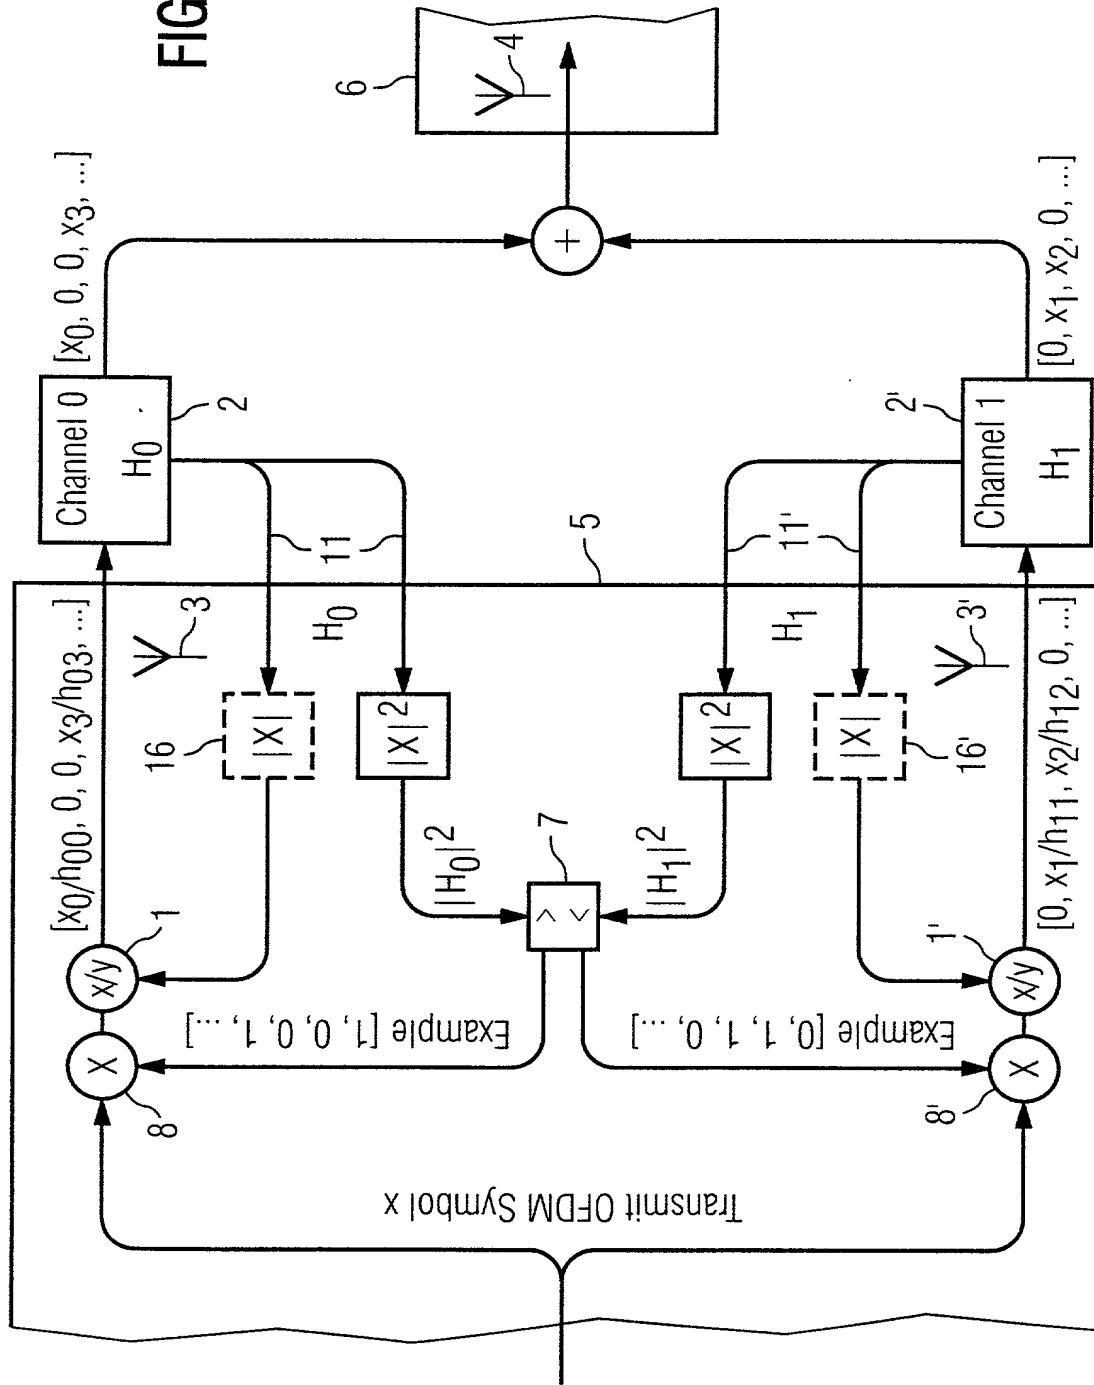 FIG
Channel 0
H0
2
[x0, 0, 0, x3, ...]
[x0/h00, 0, 0, x3/h03, ...]
3
11
H0
16
|X|
|X|²
|H0|²
1
x/y
X
8
Example [1, 0, 0, 1, ...]
Transmit OFDM Symbol x
7
> <
Example [0, 1, 1, 0, ...]
5
|H1|²
|X|²
|X|
16'
H1
11'
3'
1'
x/y
X
8'
[0, x1/h11, x2/h12, 0, ...]
Channel 1
H1
2'
[0, x1, x2, 0, ...]
+
6
4